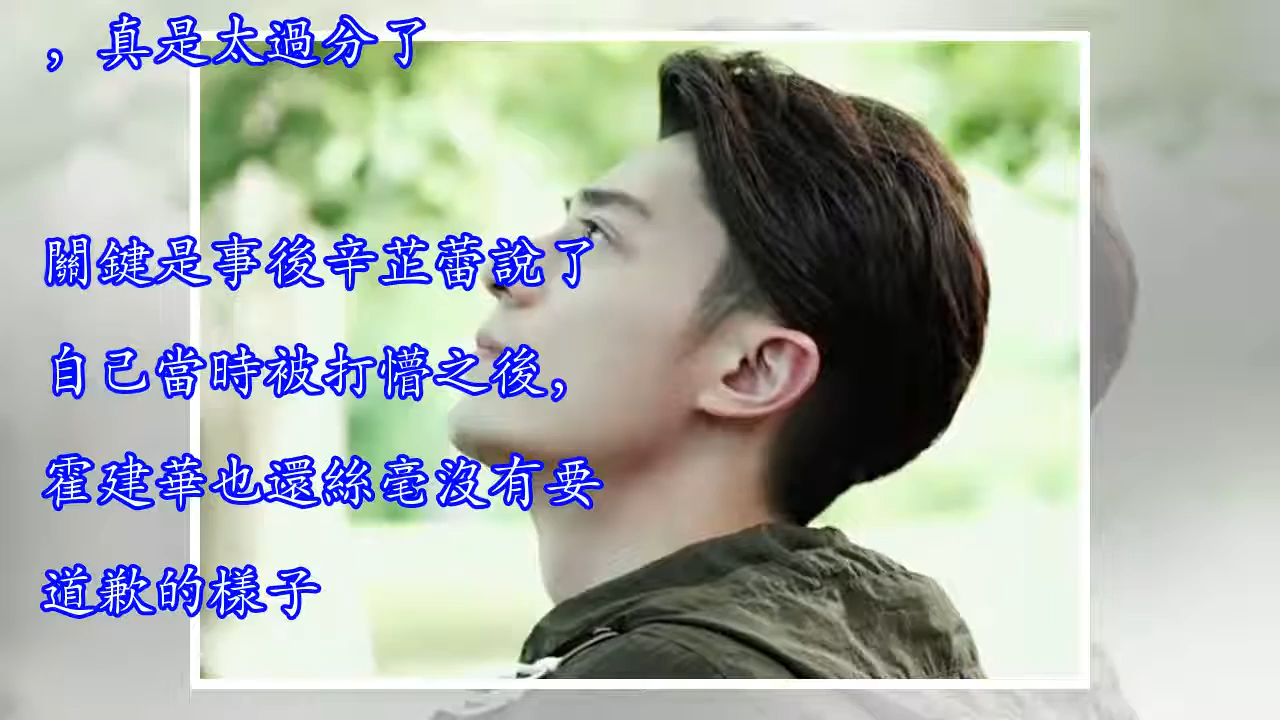 ，真是太過分了
關鍵是事後辛芷蕾說了
自己當時被打懵之後，
霍建華也還絲毫沒有要
道歉的樣子